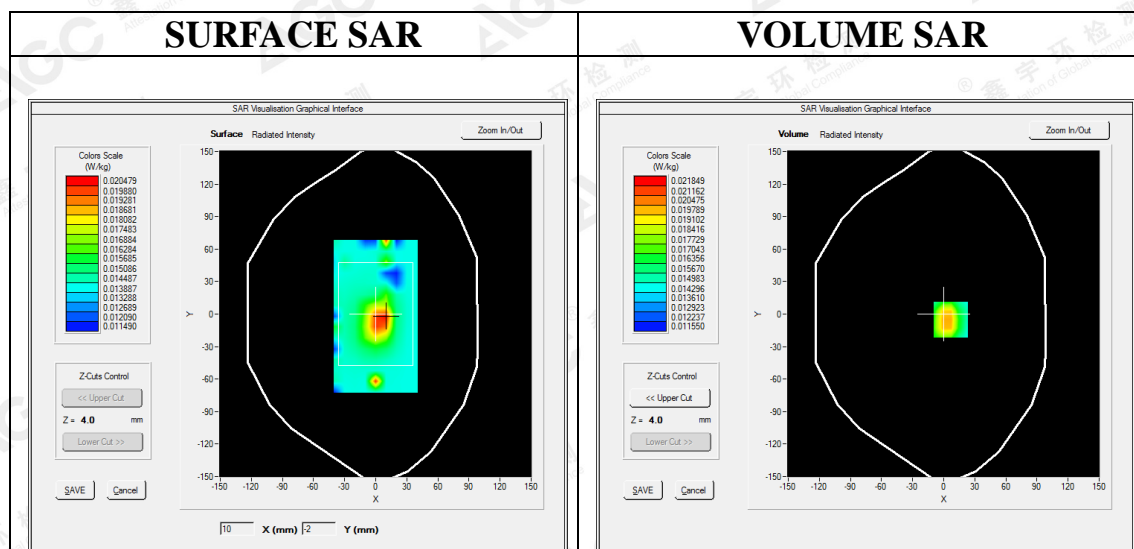 SURFACE SAR
VOLUME SAR
SAR Visualisation Graphical Interface
Surface Radiated Intensity
Zoom In/Out
Colors Scale
(W/kg)
0.020479
0.019880
0.019281
0.018681
0.018082
0.017483
0.016884
0.016284
0.015685
0.015086
0.014487
0.013887
0.013288
0.012689
0.012090
0.011490
Z-Cuts Control
<< Upper Cut
Z = 4.0 mm
Lower Cut >>
SAVE Cancel
150
120
90
60
30
0
-30
-60
-90
-120
-150
Y
-150 -120 -90 -60 -30 0 30 60 90 120 150
X
10 X (mm) -2 Y (mm)
SAR Visualisation Graphical Interface
Volume Radiated Intensity
Zoom In/Out
Colors Scale
(W/kg)
0.021849
0.021162
0.020475
0.019789
0.019102
0.018416
0.017729
0.017043
0.016356
0.015670
0.014983
0.014296
0.013610
0.012923
0.012237
0.011550
Z-Cuts Control
<< Upper Cut
Z = 4.0 mm
Lower Cut >>
SAVE Cancel
150
120
90
60
30
0
-30
-60
-90
-120
-150
Y
-150 -120 -90 -60 -30 0 30 60 90 120 150
X